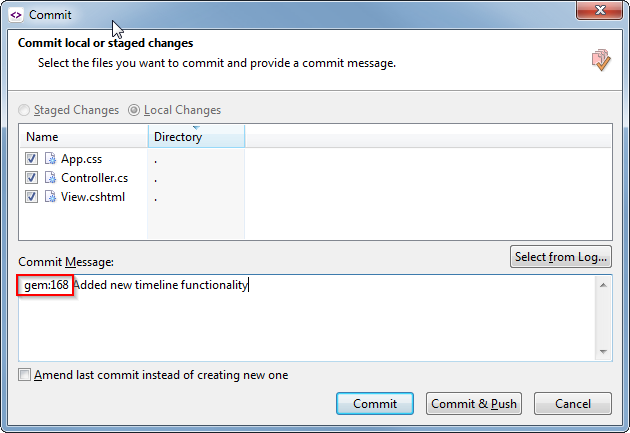 Commit
Commit local or staged changes
Select the files you want to commit and provide a commit message.
Staged Changes Local Changes
Name Directory
App.css .
Controller.cs .
View.cshtml .
Select from Log...
Commit Message:
gem:168 Added new timeline functionality
Amend last commit instead of creating new one
Commit Commit & Push Cancel